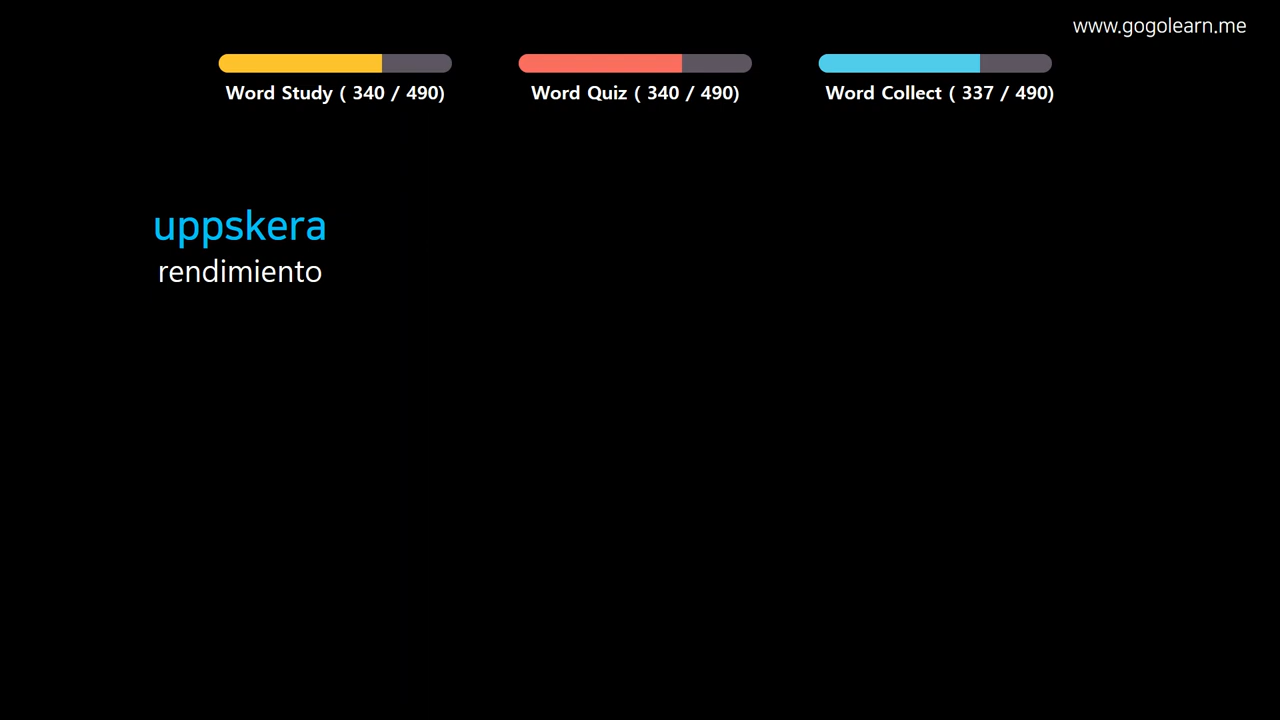 www.gogolearn.me
Word Study ( 340 / 490)
Word Quiz ( 340 / 490)
Word Collect ( 337 / 490)
uppskera
rendimiento